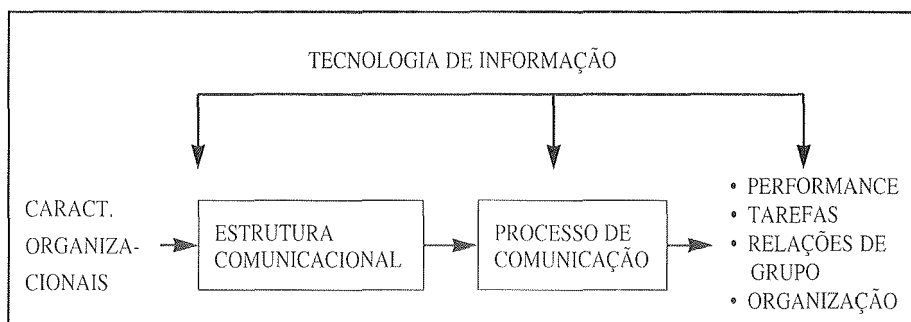 TECNOLOGIA DE INFORMAÇÃO
CARACT.
ORGANIZA-
CIONAIS
ESTRUTURA
COMUNICACIONAL
PROCESSO DE
COMUNICAÇÃO
• PERFORMANCE
• TAREFAS
• RELAÇÕES DE
GRUPO
• ORGANIZAÇÃO